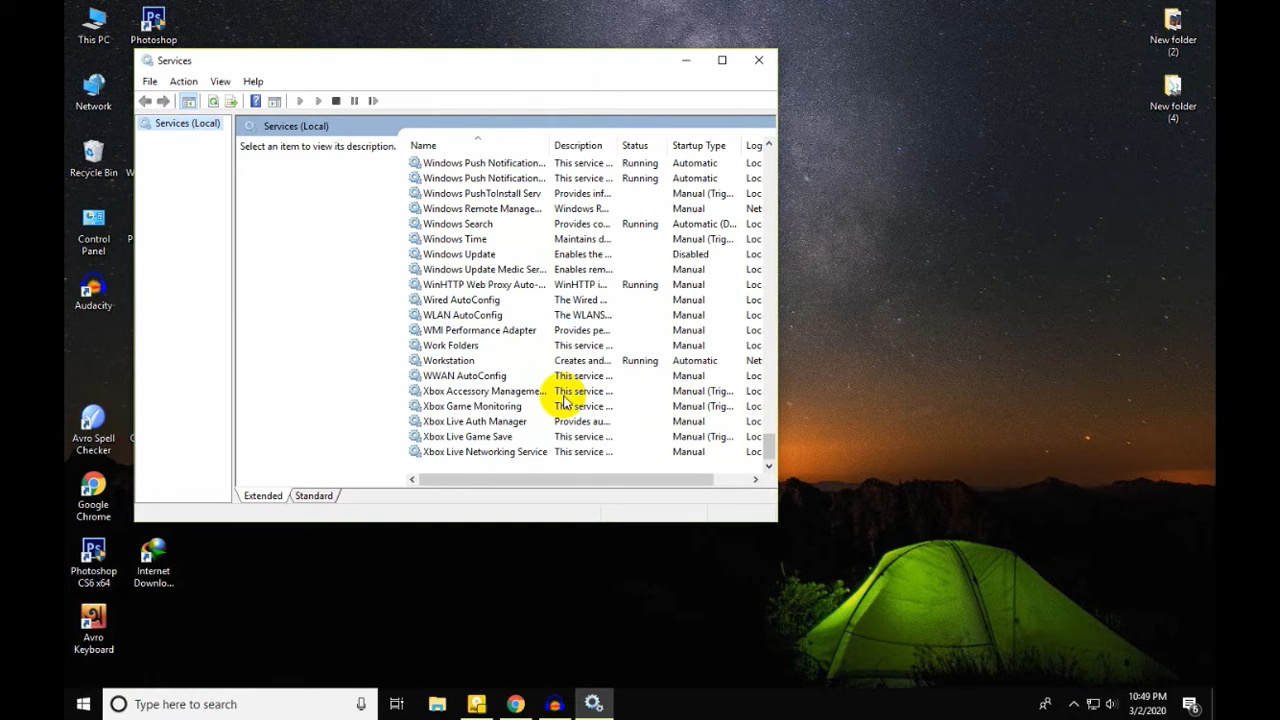 This PC
Photoshop
New folder
(2)
Services
File Action View Help
Network
New folder
(4)
Services (Local)
Services (Local)
Select an item to view its description.
Name Description Status Startup Type Log
Windows Push Notification... This service ... Running Automatic Loc
Windows Push Notification... This service ... Running Automatic Loc
Windows PushToInstall Serv Provides inf... Manual (Trig... Loc
Windows Remote Manage... Windows R... Manual Net
Windows Search Provides co... Running Automatic (D... Loc
Windows Time Maintains d... Manual (Trig... Loc
Windows Update Enables the ... Disabled Loc
Windows Update Medic Ser... Enables rem... Manual Loc
WinHTTP Web Proxy Auto-... WinHTTP i... Running Manual Loc
Wired AutoConfig The Wired ... Manual Loc
WLAN AutoConfig The WLANS... Manual Loc
WMI Performance Adapter Provides pe... Manual Loc
Work Folders This service ... Manual Loc
Workstation Creates and... Running Automatic Net
WWAN AutoConfig This service ... Manual Loc
Xbox Accessory Manageme... This service ... Manual (Trig... Loc
Xbox Game Monitoring This service ... Manual (Trig... Loc
Xbox Live Auth Manager Provides au... Manual Loc
Xbox Live Game Save This service ... Manual (Trig... Loc
Xbox Live Networking Service This service ... Manual Loc
Extended Standard
Recycle Bin
Control
Panel
Audacity
Avro Spell
Checker
Google
Chrome
Photoshop
CS6 x64
Internet
Downlo...
Avro
Keyboard
Type here to search
10:49 PM
3/2/2020